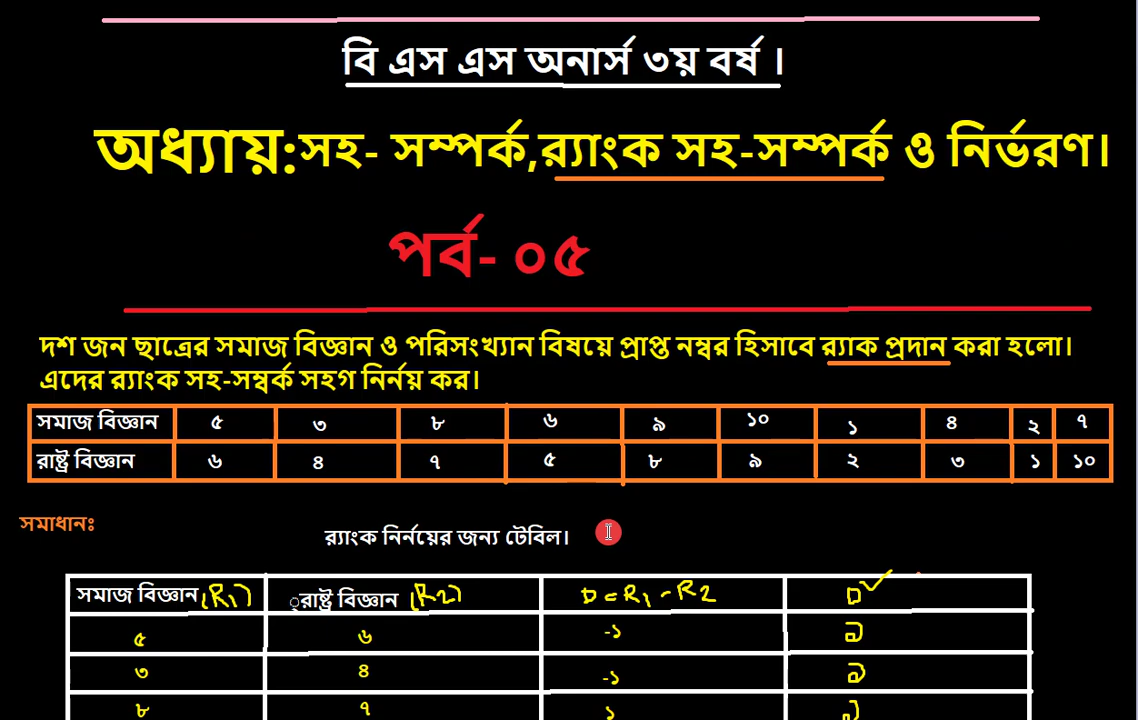 বি এস এস অনার্স ৩য় বর্ষ ।
অধ্যায়:সহ- সম্পর্ক,র‍্যাংক সহ-সম্পর্ক ও নির্ভরণ।
পর্ব- ০৫
দশ জন ছাত্রের সমাজ বিজ্ঞান ও পরিসংখ্যান বিষয়ে প্রাপ্ত নম্বর হিসাবে র‍্যাক প্রদান করা হলো।
এদের র‍্যাংক সহ-সম্বর্ক সহগ নির্নয় কর।
সমাজ বিজ্ঞান ৫ ৩ ৮ ৬ ৯ ১০ ১ ৪ ২ ৭
রাষ্ট্র বিজ্ঞান ৬ ৪ ৭ ৫ ৮ ৯ ২ ৩ ১ ১০
সমাধানঃ
র‍্যাংক নির্নয়ের জন্য টেবিল।
সমাজ বিজ্ঞান (R1) ্রাষ্ট্র বিজ্ঞান (R2) D = R1 - R2 D
৫ ৬ -১ ১
৩ ৪ -১ ১
৮ ৭ ১ ১